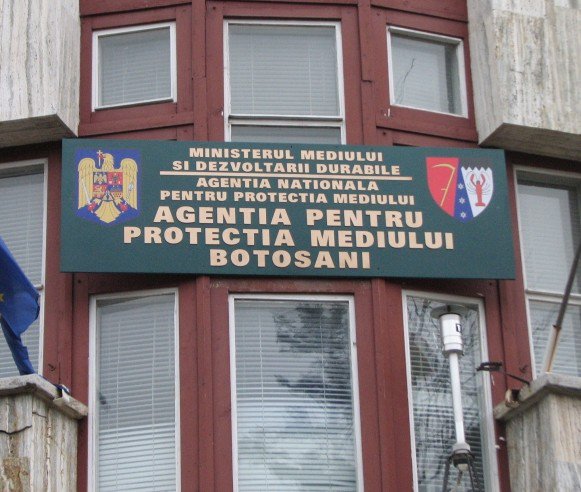 MINISTERUL MEDIULUI
SI DEZVOLTARII DURABILE
AGENTIA NATIONALA
PENTRU PROTECTIA MEDIULUI
AGENTIA PENTRU
PROTECTIA MEDIULUI
BOTOSANI